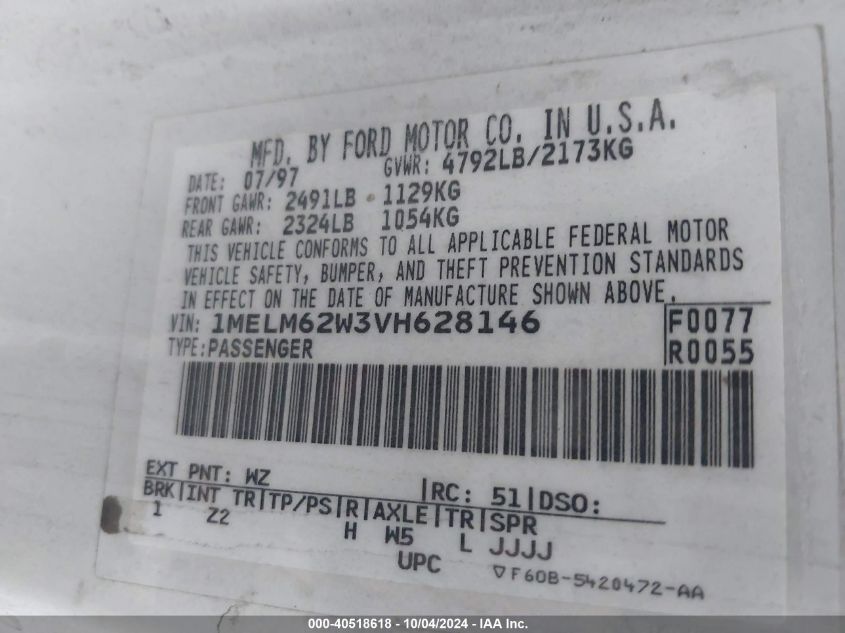 MFD. BY FORD MOTOR CO. IN U.S.A.
DATE: 07/97 GVWR: 4792LB/2173KG
FRONT GAWR: 2491LB 1129KG
REAR GAWR: 2324LB 1054KG
THIS VEHICLE CONFORMS TO ALL APPLICABLE FEDERAL MOTOR
VEHICLE SAFETY, BUMPER, AND THEFT PREVENTION STANDARDS
IN EFFECT ON THE DATE OF MANUFACTURE SHOWN ABOVE.
VIN: 1MELM62W3VH628146 F0077
TYPE: PASSENGER R0055
EXT PNT: WZ RC: 51 DSO:
BRK INT TR TP/PS R AXLE TR SPR
1 Z2 H W5 L JJJJ
UPC ▽F60B-5420472-AA
000-40518618 - 10/04/2024 - IAA Inc.